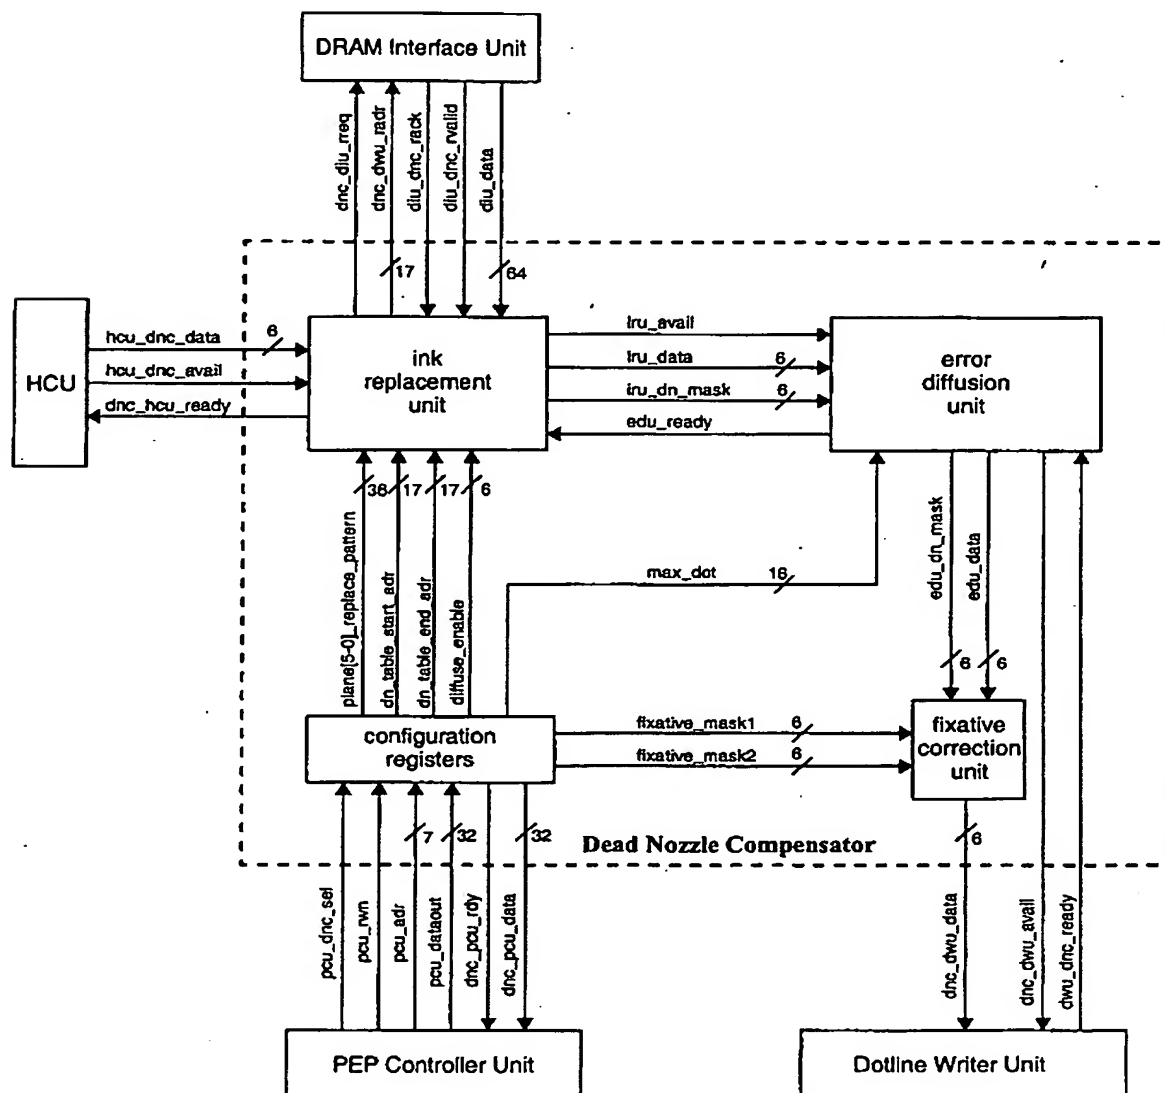 DRAM Interface Unit
dnc_diu_rreq
dnc_dwu_radr
diu_dnc_rack
diu_dnc_rvalid
diu_data
17
64
HCU
hcu_dnc_data
6
hcu_dnc_avail
dnc_hcu_ready
ink
replacement
unit
iru_avail
iru_data
6
iru_dn_mask
6
edu_ready
error
diffusion
unit
36
17
17
6
plane[5-0]_replace_pattern
dn_table_start_adr
dn_table_end_adr
diffuse_enable
max_dot
16
edu_dn_mask
edu_data
6
6
configuration
registers
fixative_mask1
6
fixative_mask2
6
fixative
correction
unit
7
32
32
6
Dead Nozzle Compensator
pcu_dnc_sel
pcu_rwn
pcu_adr
pcu_dataout
dnc_pcu_rdy
dnc_pcu_data
dnc_dwu_data
dnc_dwu_avail
dwu_dnc_ready
PEP Controller Unit
Dotline Writer Unit